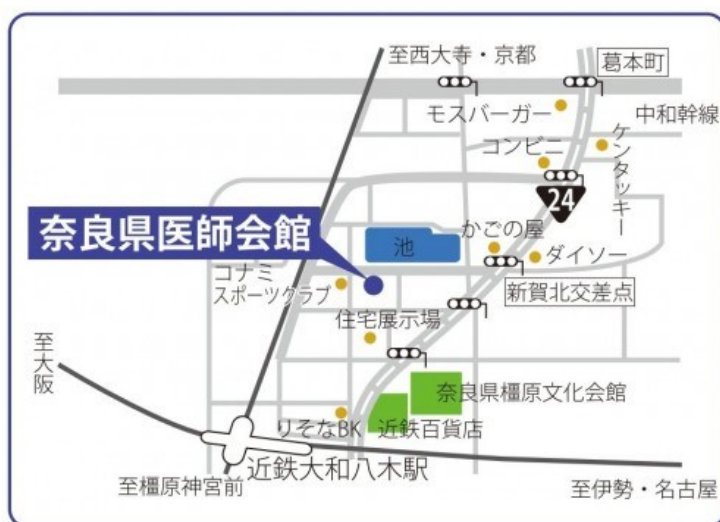 至西大寺・京都
葛本町
モスバーガー
中和幹線
コンビニ
ケンタッキー
24
奈良県医師会館
かごの屋
池
ダイソー
コナミ
スポーツクラブ
新賀北交差点
住宅展示場
至大阪
奈良県橿原文化会館
りそなBK
近鉄百貨店
近鉄大和八木駅
至橿原神宮前
至伊勢・名古屋